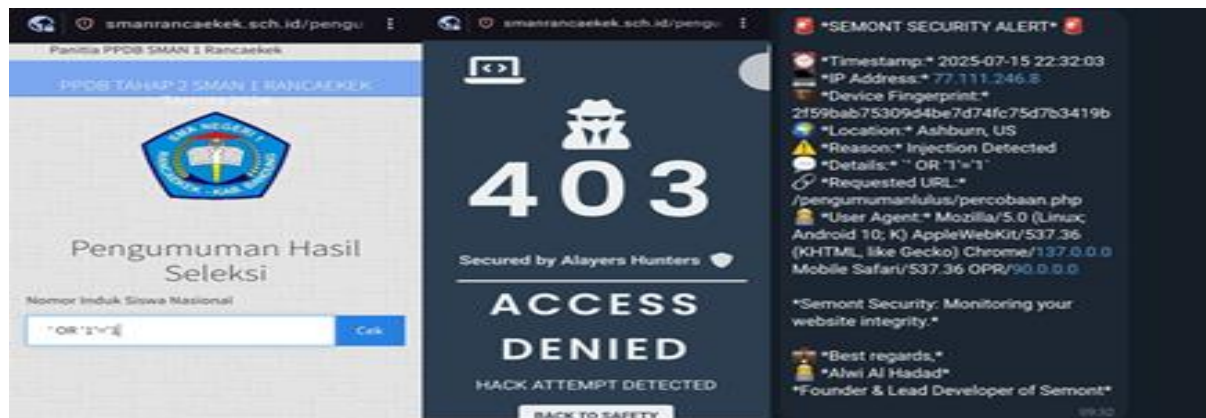 smanrancaekek.sch.id/pengu
Panitia PPDB SMAN 1 Rancaekek
PPDB TAHAP 2 SMAN 1 RANCAEKEK
SMA NEGERI 1
RANCAEKEK - KAB. BANDUNG
Pengumuman Hasil
Seleksi
Nomor Induk Siswa Nasional
' OR '1'='1
Cek
smanrancaekek.sch.id/pengu
403
Secured by Alayers Hunters
ACCESS
DENIED
HACK ATTEMPT DETECTED
BACK TO SAFETY
*SEMONT SECURITY ALERT*
*Timestamp:* 2025-07-15 22:32:03
*IP Address:* 77.111.246.8
*Device Fingerprint:*
2f59bab75309d4be7d74fc75d7b3419b
*Location:* Ashburn, US
*Reason:* Injection Detected
*Details:* `' OR '1'='1`
*Requested URL:*
/pengumumanlulus/percobaan.php
*User Agent:* Mozilla/5.0 (Linux;
Android 10; K) AppleWebKit/537.36
(KHTML, like Gecko) Chrome/137.0.0.0
Mobile Safari/537.36 OPR/90.0.0.0
*Semont Security: Monitoring your
website integrity.*
*Best regards,*
*Alwi Al Hadad*
*Founder & Lead Developer of Semont*